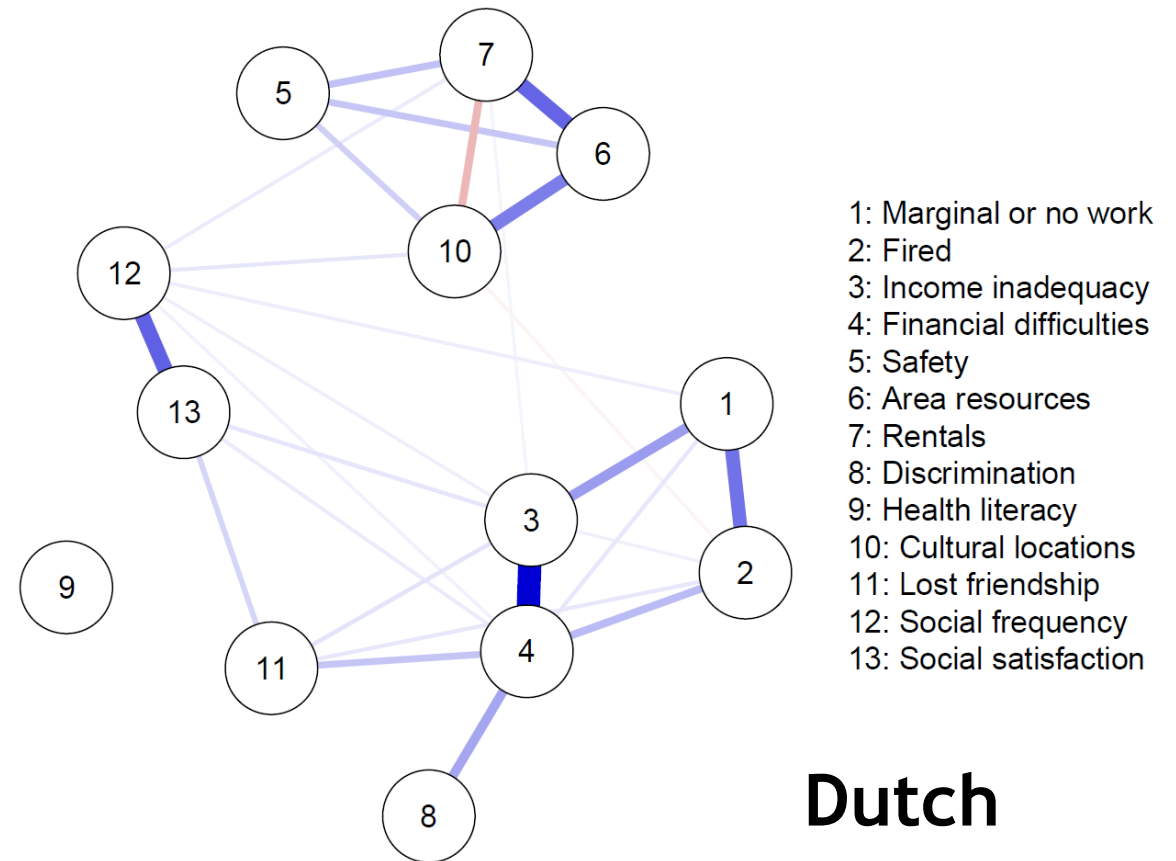 7
5
6
10
12
1
13
3
2
9
4
11
8
1: Marginal or no work
2: Fired
3: Income inadequacy
4: Financial difficulties
5: Safety
6: Area resources
7: Rentals
8: Discrimination
9: Health literacy
10: Cultural locations
11: Lost friendship
12: Social frequency
13: Social satisfaction
Dutch